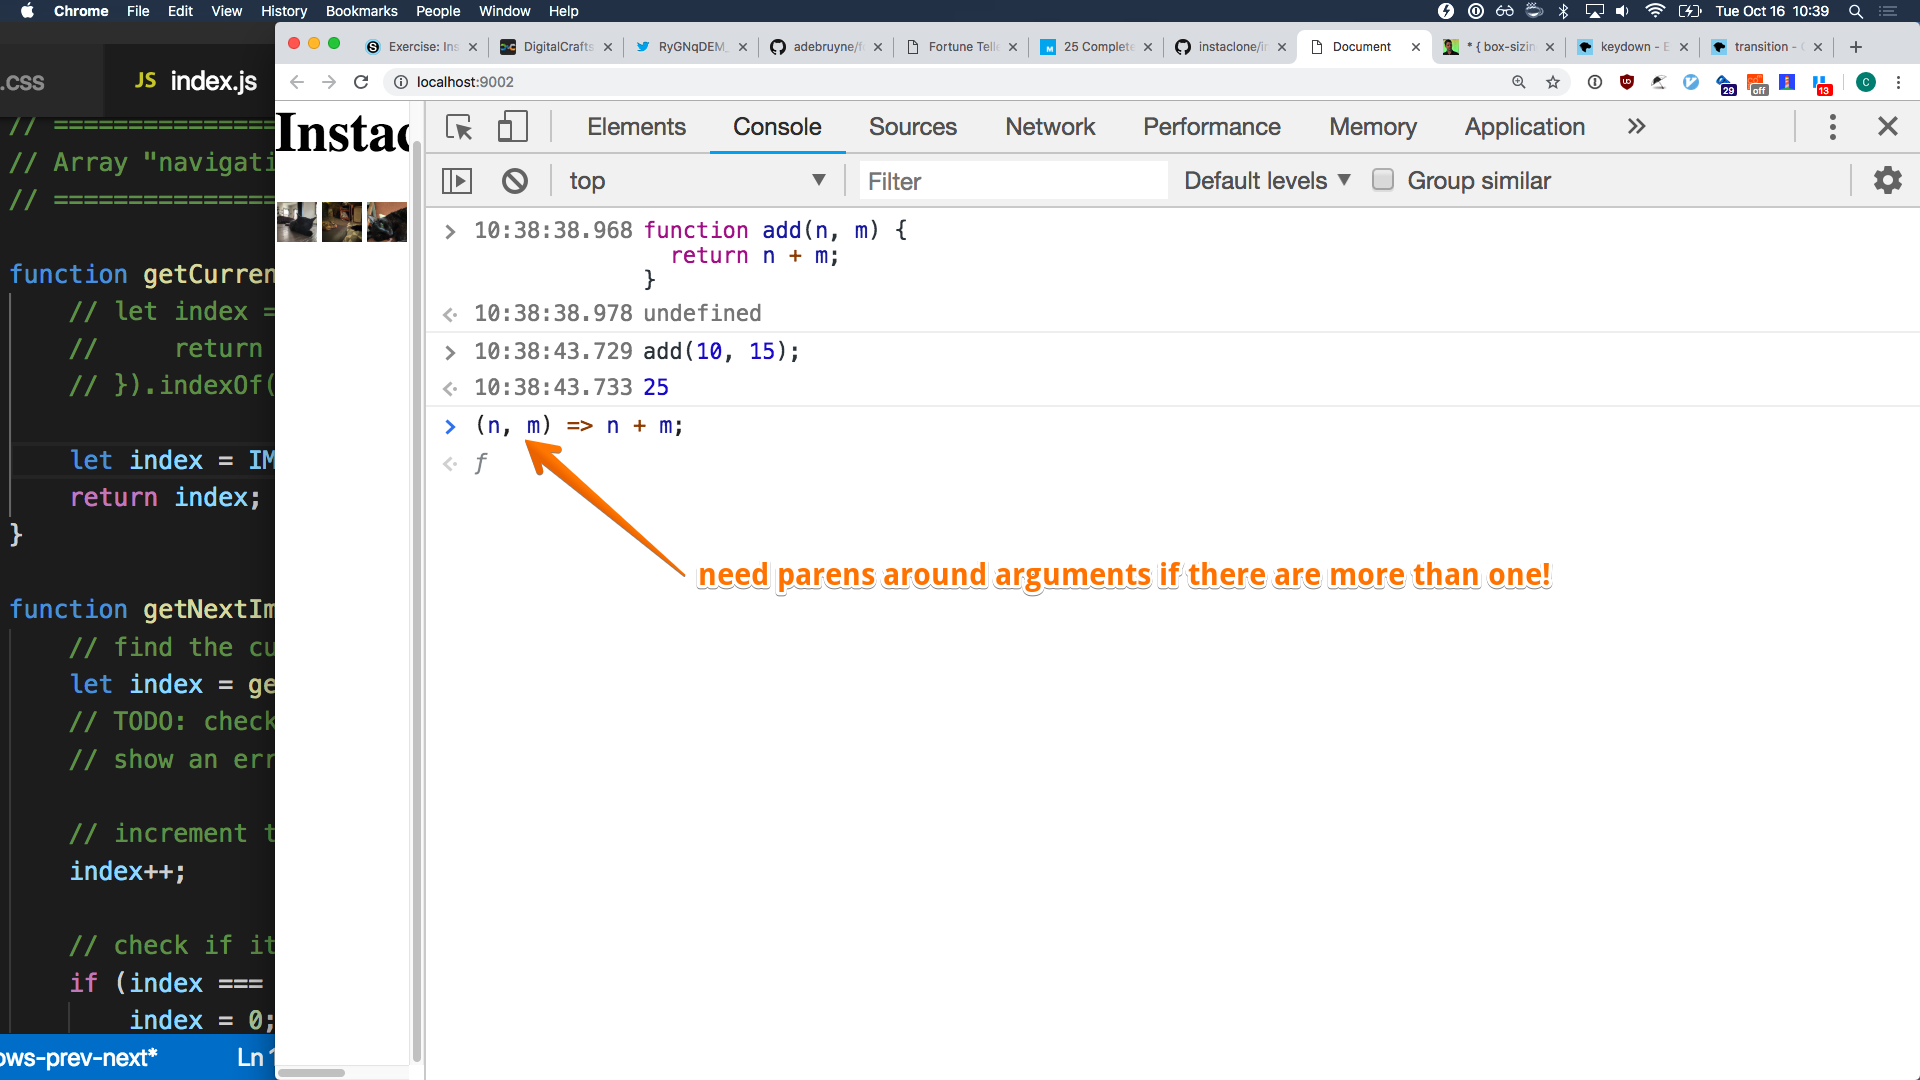 Chrome File Edit View History Bookmarks People Window Help
Tue Oct 16 10:39
Exercise: Ins
DigitalCrafts
RyGNqDEM_
adebruyne/f
Fortune Telle
25 Complete
instaclone/in
Document
* { box-sizin
keydown - E
transition -
localhost:9002
29
off
13
C
.css
JS index.js
// ===============
// Array "navigati
// ===============
function getCurren
// let index =
// return
// }).indexOf(
let index = IM
return index;
}
function getNextIm
// find the cu
let index = ge
// TODO: check
// show an err
// increment t
index++;
// check if it
if (index ===
index = 0;
ows-prev-next*
Ln
Instac
Elements Console Sources Network Performance Memory Application
top
Filter
Default levels
Group similar
10:38:38.968 function add(n, m) {
return n + m;
}
10:38:38.978 undefined
10:38:43.729 add(10, 15);
10:38:43.733 25
(n, m) => n + m;
f
need parens around arguments if there are more than one!